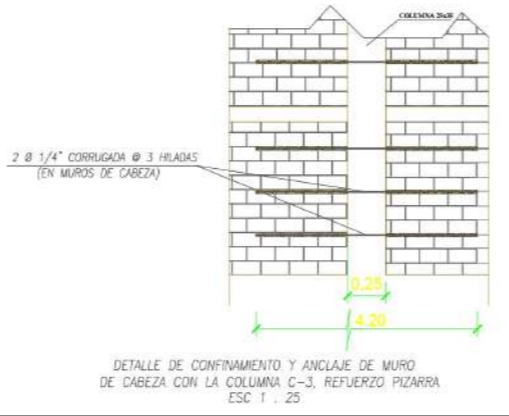 COLUMNA 25x25
2 Ø 1/4" CORRUGADA @ 3 HILADAS
(EN MUROS DE CABEZA)
0.25
4.20
DETALLE DE CONFINAMIENTO Y ANCLAJE DE MURO
DE CABEZA CON LA COLUMNA C-3, REFUERZO PIZARRA
ESC 1 . 25